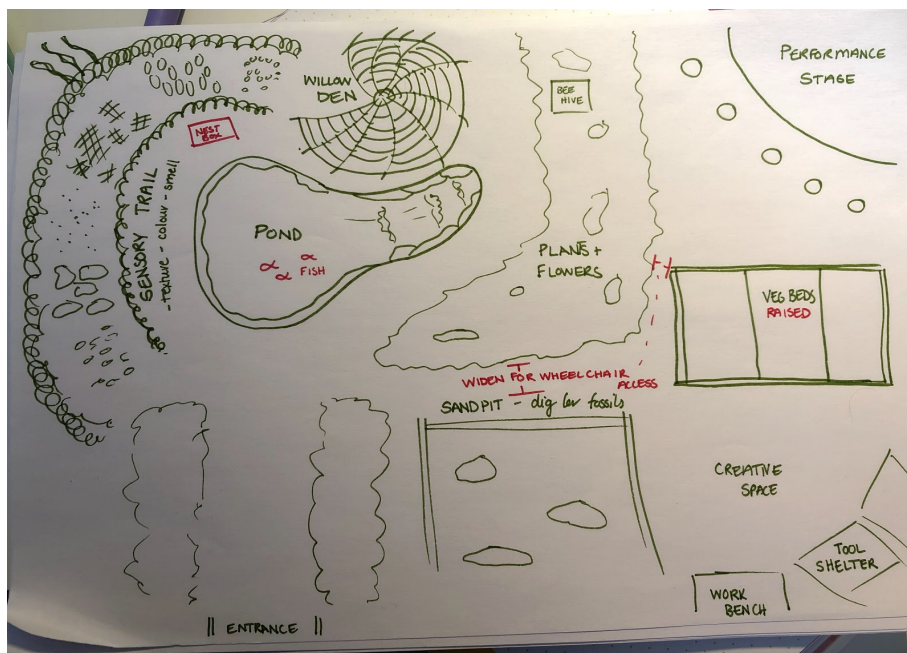 PERFORMANCE
STAGE
WILLOW
DEN
BEE
HIVE
NEST
BOX
SENSORY TRAIL
- texture - colour - smell
POND
FISH
PLANS +
FLOWERS
VEG BEDS
RAISED
WIDEN FOR WHEELCHAIR
ACCESS
SANDPIT - dig for fossils
CREATIVE
SPACE
TOOL
SHELTER
WORK
BENCH
ENTRANCE